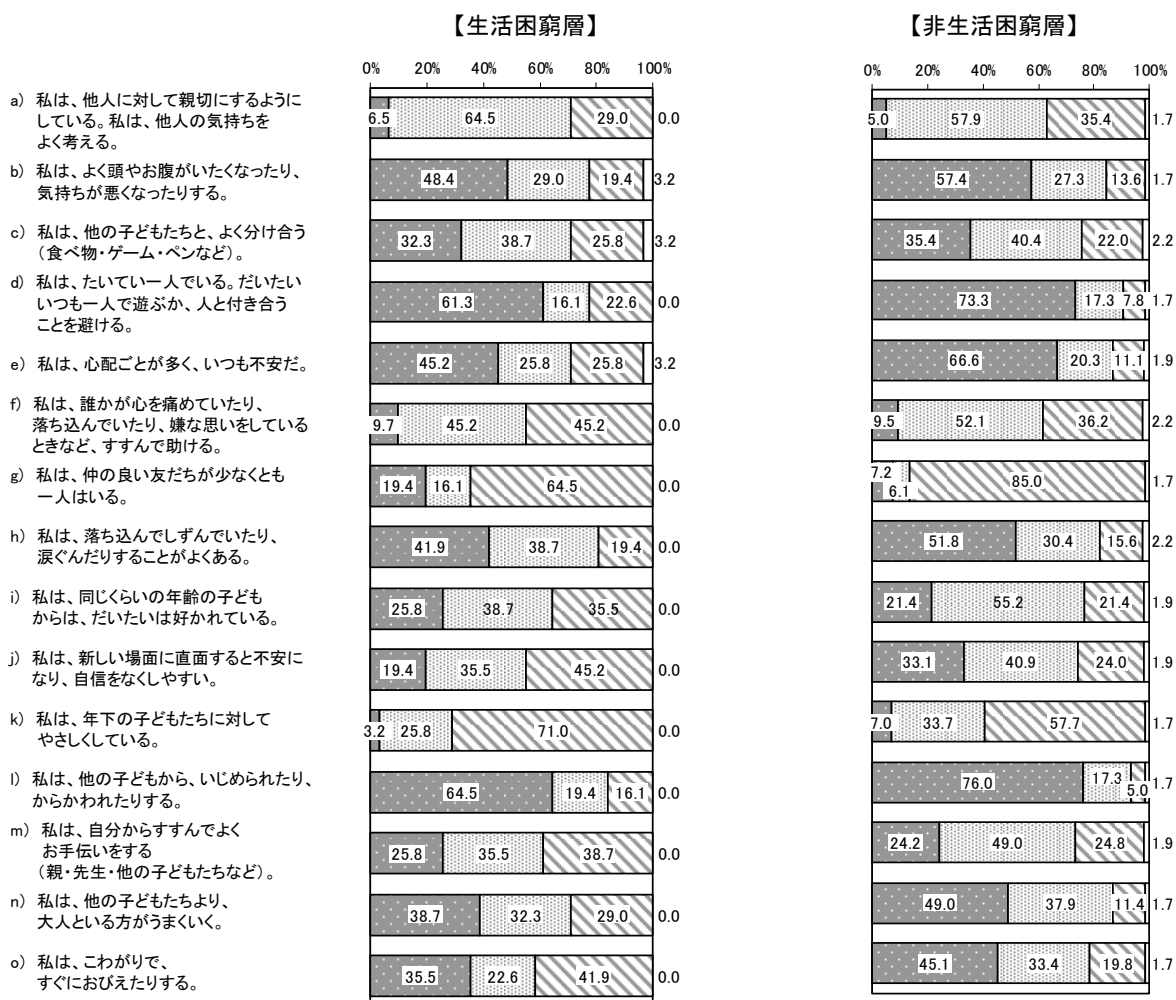 【生活困窮層】 【非生活困窮層】
0% 20% 40% 60% 80% 100% 0% 20% 40% 60% 80% 100%
a) 私は、他人に対して親切にするように
している。私は、他人の気持ちを
よく考える。
6.5 64.5 29.0 0.0 5.0 57.9 35.4 1.7
b) 私は、よく頭やお腹がいたくなったり、
気持ちが悪くなったりする。
48.4 29.0 19.4 3.2 57.4 27.3 13.6 1.7
c) 私は、他の子どもたちと、よく分け合う
(食べ物・ゲーム・ペンなど)。
32.3 38.7 25.8 3.2 35.4 40.4 22.0 2.2
d) 私は、たいてい一人でいる。だいたい
いつも一人で遊ぶか、人と付き合う
ことを避ける。
61.3 16.1 22.6 0.0 73.3 17.3 7.8 1.7
e) 私は、心配ごとが多く、いつも不安だ。
45.2 25.8 25.8 3.2 66.6 20.3 11.1 1.9
f) 私は、誰かが心を痛めていたり、
落ち込んでいたり、嫌な思いをしている
ときなど、すすんで助ける。
9.7 45.2 45.2 0.0 9.5 52.1 36.2 2.2
g) 私は、仲の良い友だちが少なくとも
一人はいる。
19.4 16.1 64.5 0.0 7.2 6.1 85.0 1.7
h) 私は、落ち込んでしずんでいたり、
涙ぐんだりすることがよくある。
41.9 38.7 19.4 0.0 51.8 30.4 15.6 2.2
i) 私は、同じくらいの年齢の子ども
からは、だいたいは好かれている。
25.8 38.7 35.5 0.0 21.4 55.2 21.4 1.9
j) 私は、新しい場面に直面すると不安に
なり、自信をなくしやすい。
19.4 35.5 45.2 0.0 33.1 40.9 24.0 1.9
k) 私は、年下の子どもたちに対して
やさしくしている。
3.2 25.8 71.0 0.0 7.0 33.7 57.7 1.7
l) 私は、他の子どもから、いじめられたり、
からかわれたりする。
64.5 19.4 16.1 0.0 76.0 17.3 5.0 1.7
m) 私は、自分からすすんでよく
お手伝いをする
(親・先生・他の子どもたちなど)。
25.8 35.5 38.7 0.0 24.2 49.0 24.8 1.9
n) 私は、他の子どもたちより、
大人といる方がうまくいく。
38.7 32.3 29.0 0.0 49.0 37.9 11.4 1.7
o) 私は、こわがりで、
すぐにおびえたりする。
35.5 22.6 41.9 0.0 45.1 33.4 19.8 1.7